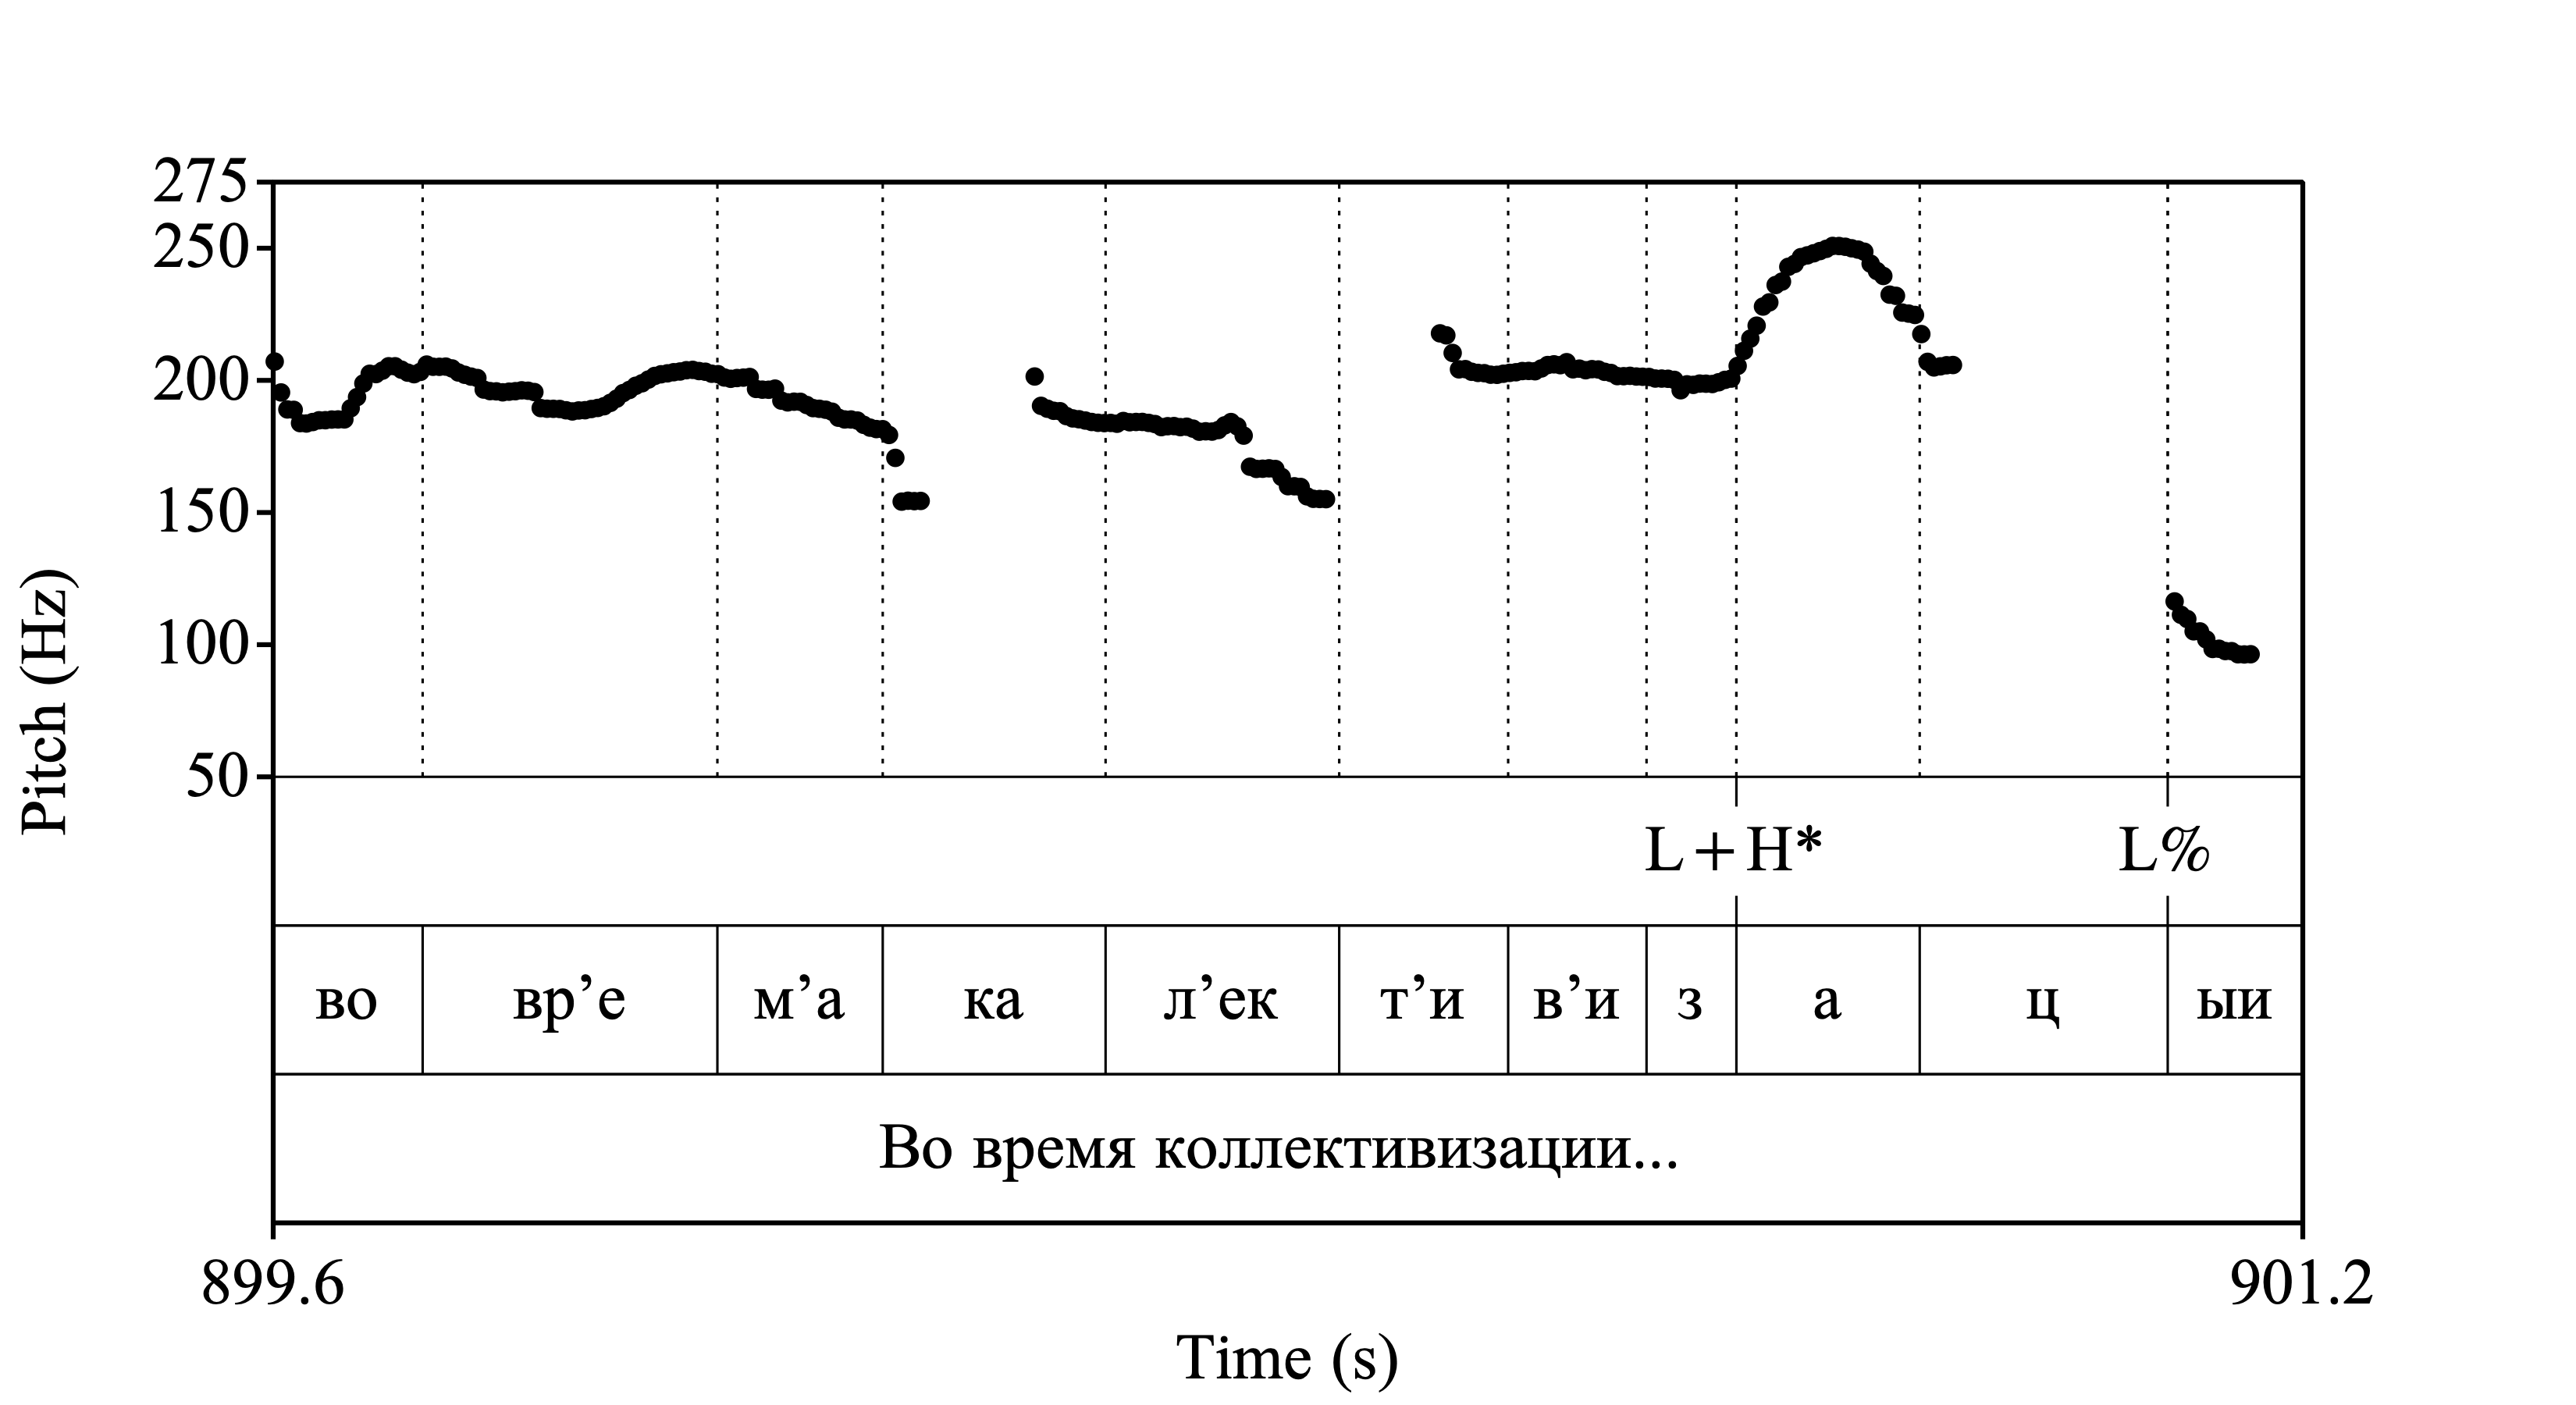 275
250
200
150
100
50
Pitch (Hz)
L+H* L%
во вр’е м’а ка л’ек т’и в’и з а ц ыи
Во время коллективизации...
899.6 901.2
Time (s)